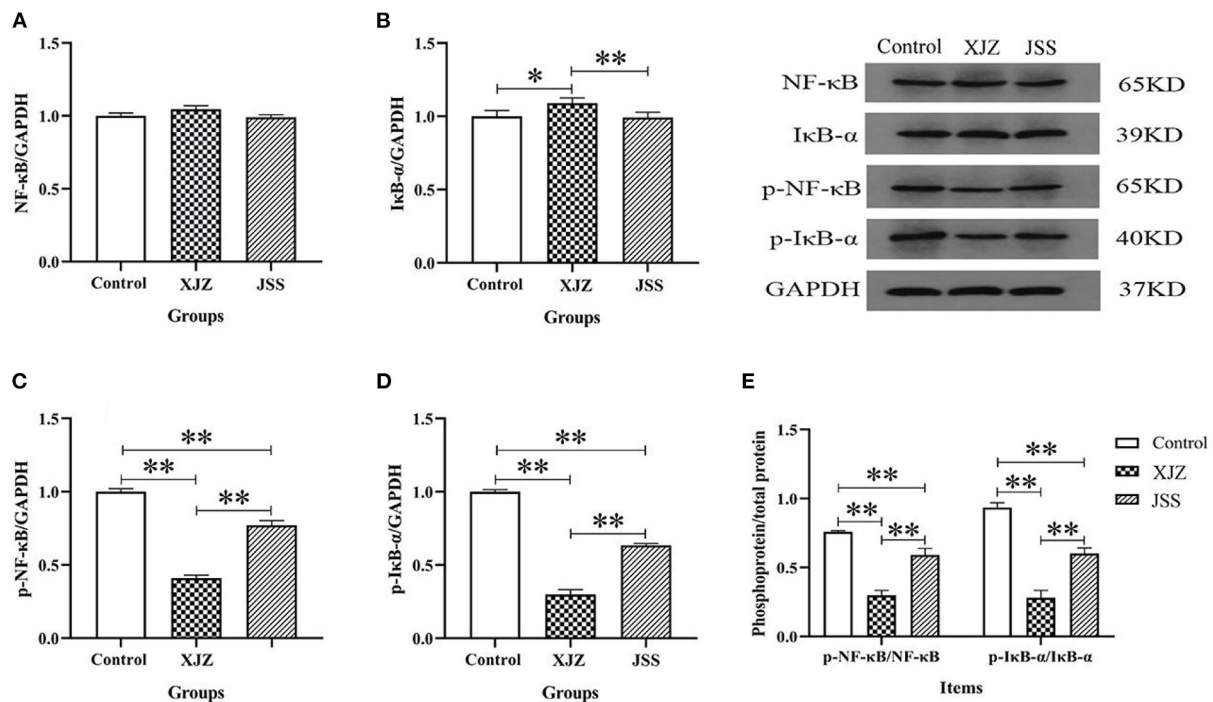 A
NF-κB/GAPDH
1.5
1.0
0.5
0.0
Control XJZ JSS
Groups
B
IκB-α/GAPDH
1.5
1.0
0.5
0.0
* **
Control XJZ JSS
Groups
Control XJZ JSS
NF-κB 65KD
IκB-α 39KD
p-NF-κB 65KD
p-IκB-α 40KD
GAPDH 37KD
C
p-NF-κB/GAPDH
1.5
1.0
0.5
0.0
**
**
**
Control XJZ
Groups
D
p-IκB-α/GAPDH
1.5
1.0
0.5
0.0
**
**
**
Control XJZ JSS
Groups
E
Phosphoprotein/total protein
1.5
1.0
0.5
0.0
**
**
**
**
**
**
p-NF-κB/NF-κB p-IκB-α/IκB-α
Items
Control
XJZ
JSS